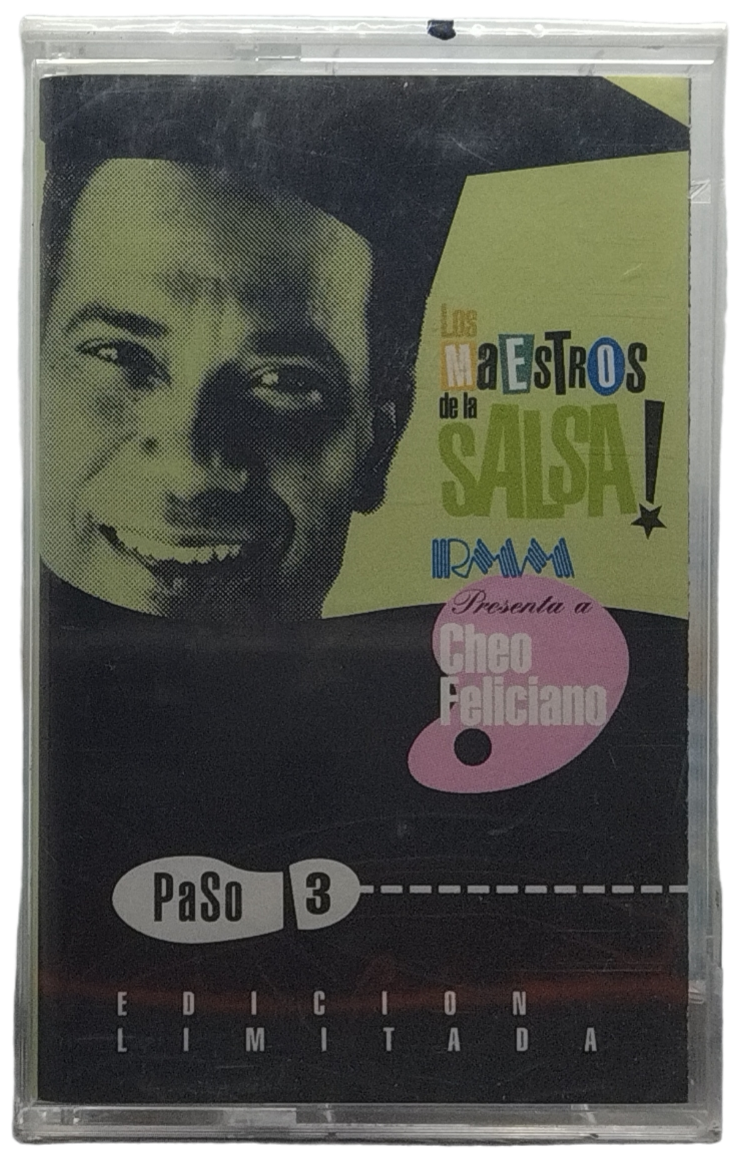 Los
MaEsTROs
de la
SALSA!
RMM
Presenta a
Cheo
Feliciano
PaSo 3
EDICION
LIMITADA